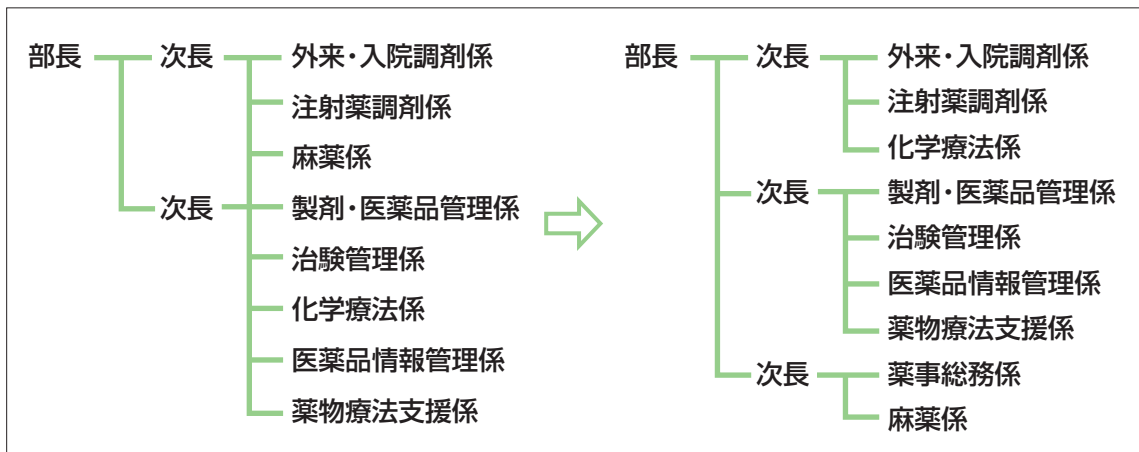 部長
次長
外来・入院調剤係
注射薬調剤係
麻薬係
次長
製剤・医薬品管理係
治験管理係
化学療法係
医薬品情報管理係
薬物療法支援係
部長
次長
外来・入院調剤係
注射薬調剤係
化学療法係
次長
製剤・医薬品管理係
治験管理係
医薬品情報管理係
薬物療法支援係
次長
薬事総務係
麻薬係